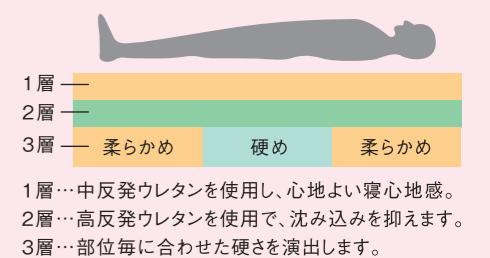 1層
2層
3層 柔らかめ 硬め 柔らかめ
1層…中反発ウレタンを使用し、心地よい寝心地感。
2層…高反発ウレタンを使用で、沈み込みを抑えます。
3層…部位毎に合わせた硬さを演出します。